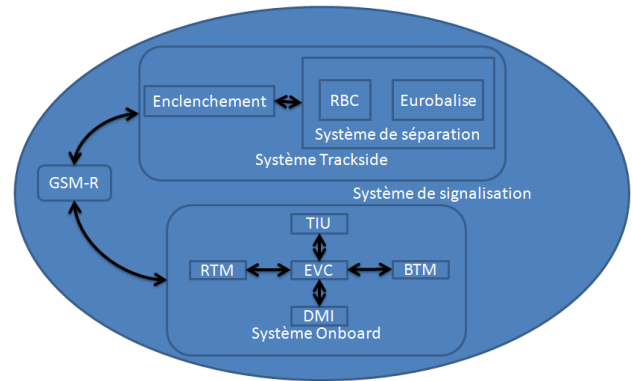 Enclenchement
RBC
Eurobalise
Système de séparation
Système Trackside
GSM-R
Système de signalisation
TIU
RTM
EVC
BTM
DMI
Système Onboard